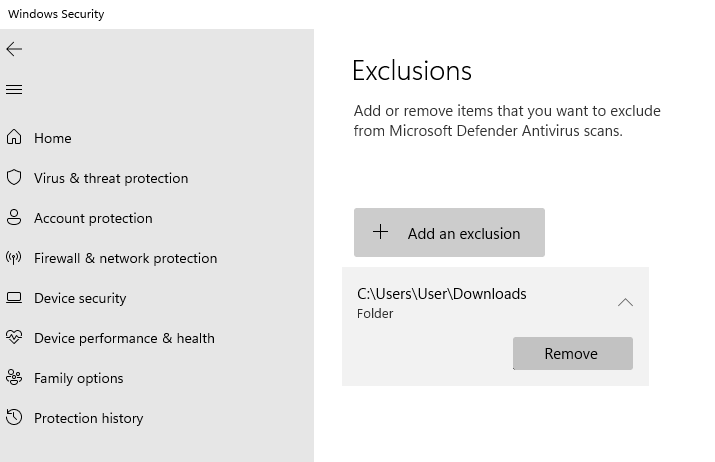 Windows Security
Home
Virus & threat protection
Account protection
Firewall & network protection
Device security
Device performance & health
Family options
Protection history
Exclusions
Add or remove items that you want to exclude
from Microsoft Defender Antivirus scans.
Add an exclusion
C:\Users\User\Downloads
Folder
Remove